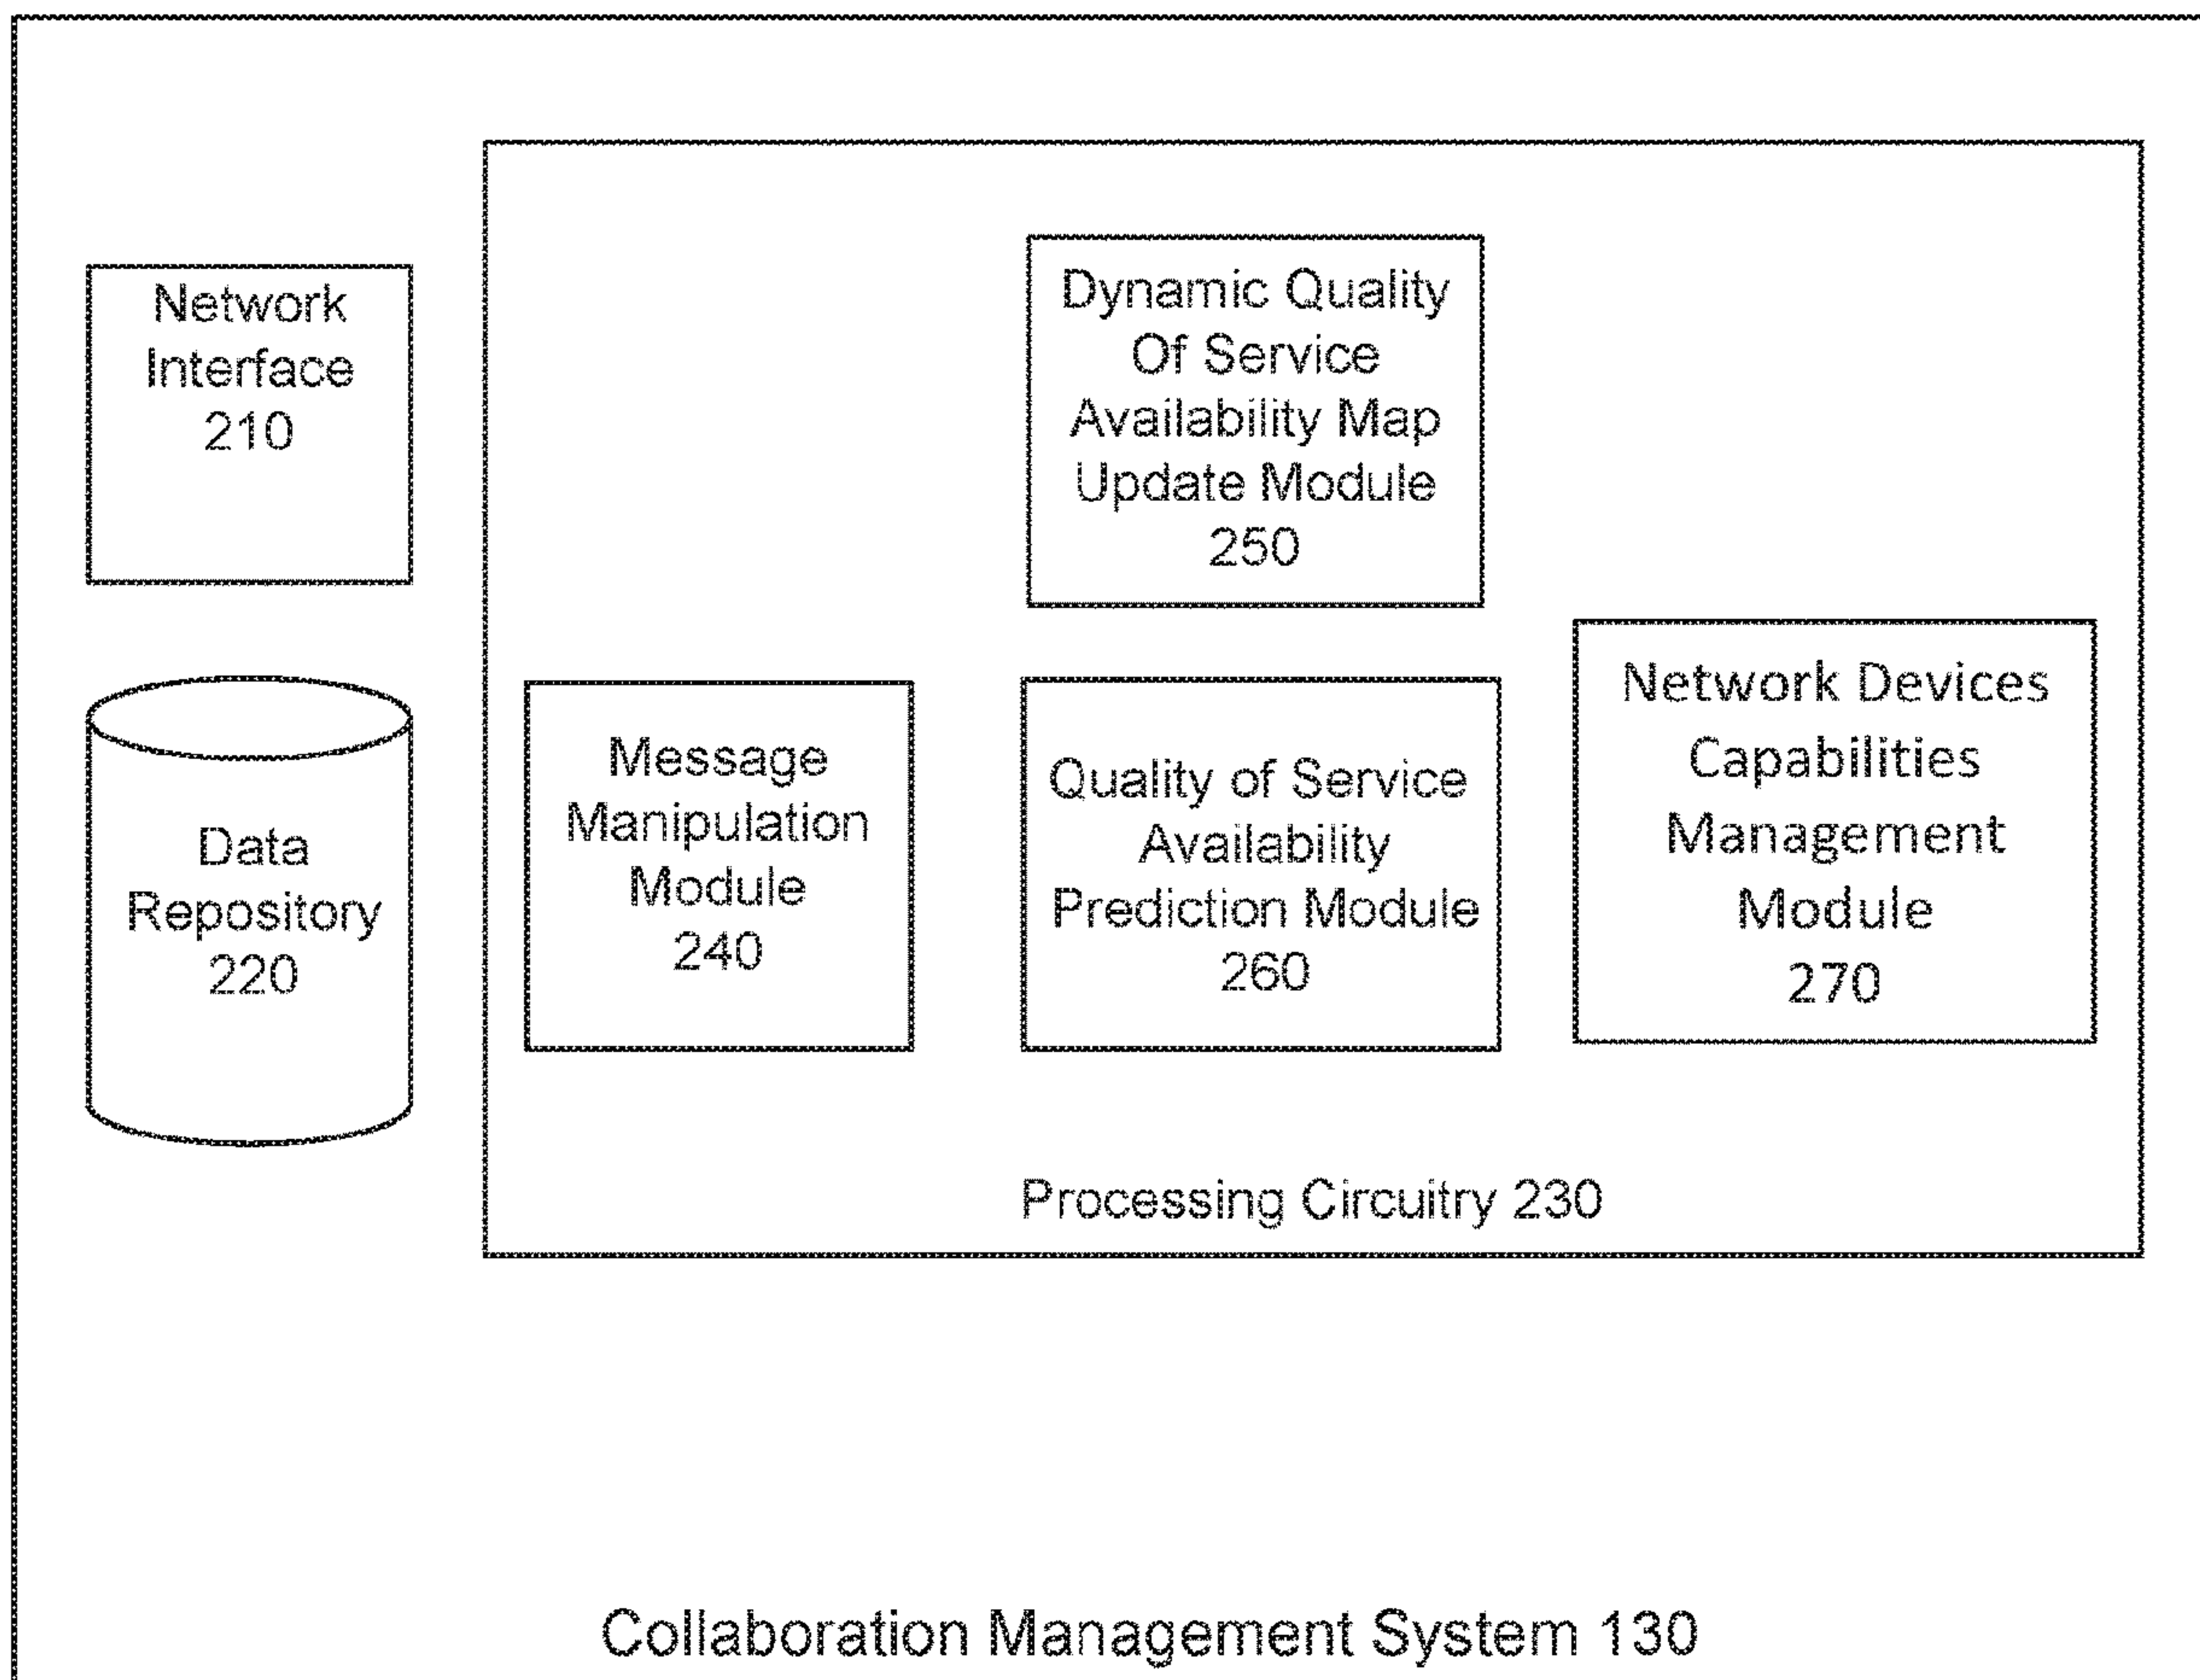 Network
Interface
210
Data
Repository
220
Dynamic Quality
Of Service
Availability Map
Update Module
250
Message
Manipulation
Module
240
Quality of Service
Availability
Prediction Module
260
Network Devices
Capabilities
Management
Module
270
Processing Circuitry 230
Collaboration Management System 130